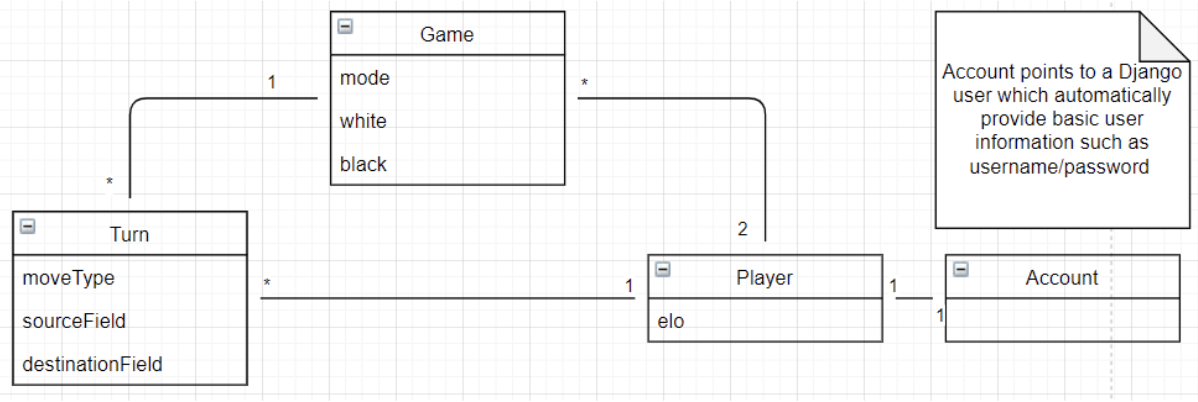 Game
mode
white
black
1
*
*
2
Turn
moveType
sourceField
destinationField
*
1
Player
elo
1
1
Account
Account points to a Django
user which automatically
provide basic user
information such as
username/password